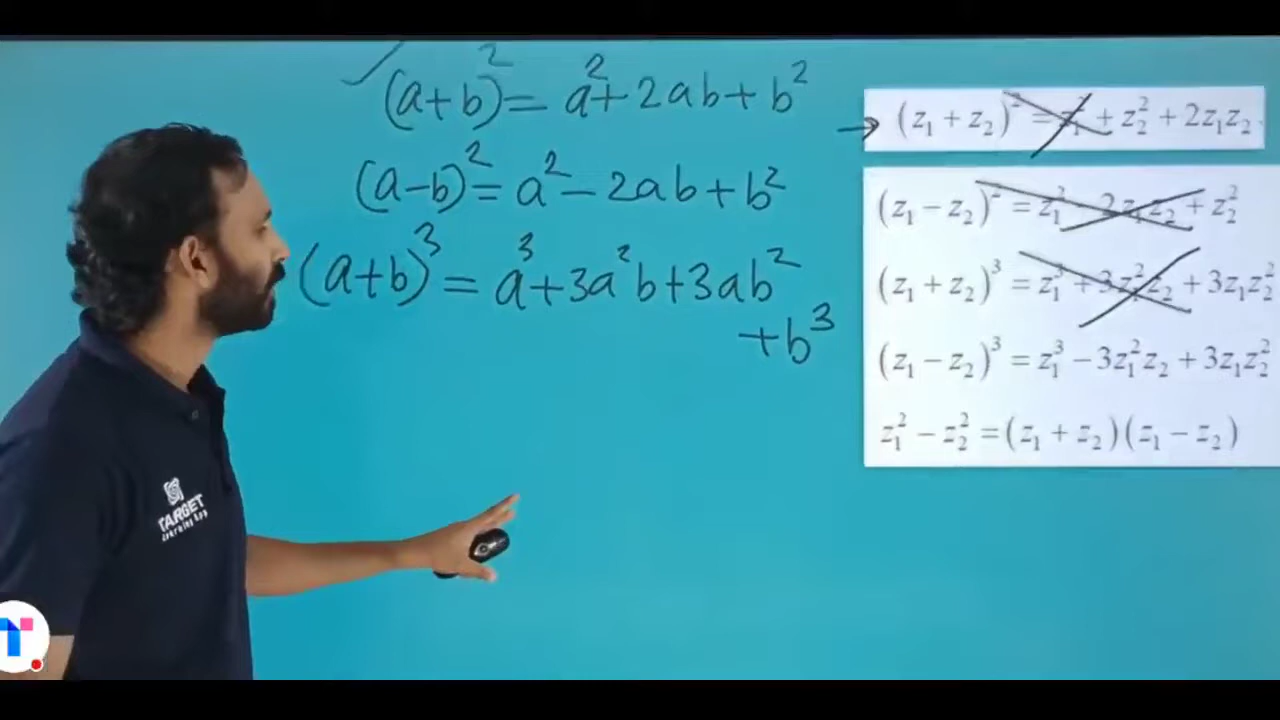 (a+b)² = a² + 2ab + b²
(a-b)² = a² - 2ab + b²
(a+b)³ = a³ + 3a²b + 3ab²
+ b³
(z₁ + z₂)² = z₁² + z₂² + 2z₁z₂.
(z₁ − z₂)² = z₁² − 2z₁z₂ + z₂²
(z₁ + z₂)³ = z₁³ + 3z₁²z₂ + 3z₁z₂²
(z₁ − z₂)³ = z₁³ − 3z₁²z₂ + 3z₁z₂²
z₁² − z₂² = (z₁ + z₂)(z₁ − z₂)
TARGET
Learning App